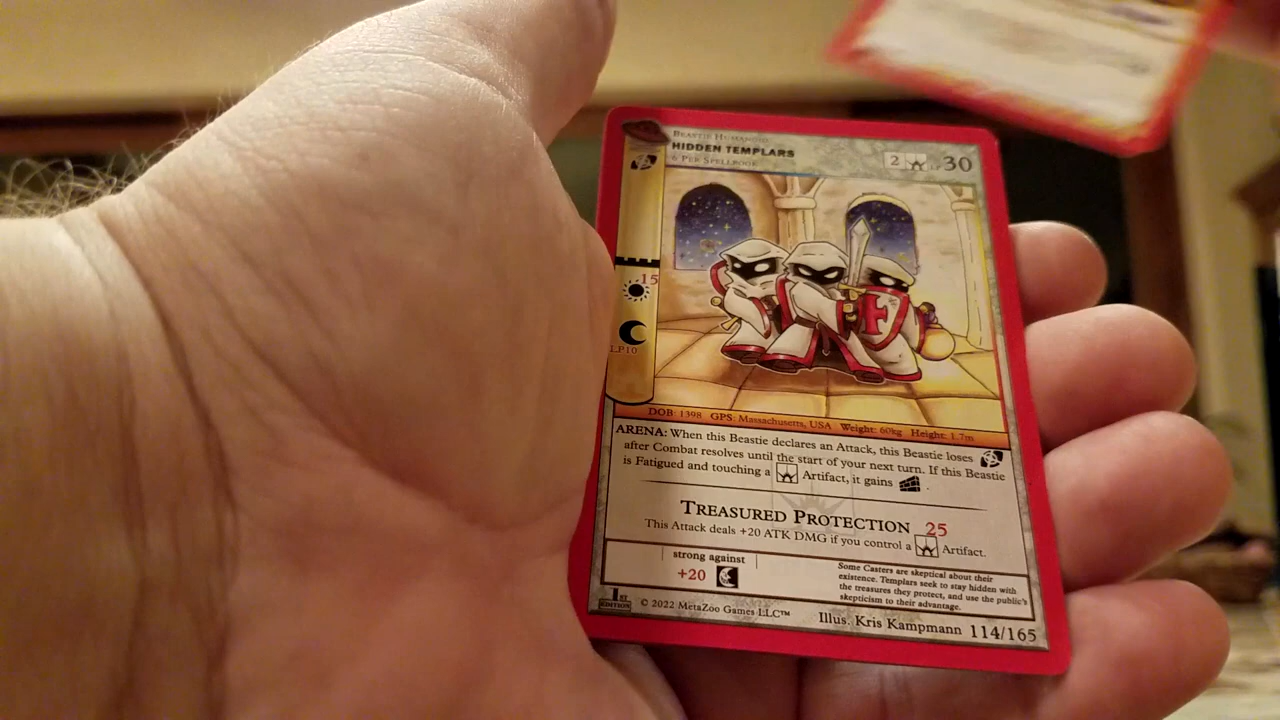 BEASTIE HUMANOID
HIDDEN TEMPLARS
6 PER SPELLBOOK
2 LP 30
15
LP10
DOB: 1398 GPS: Massachusetts, USA Weight: 60kg Height: 1.7m
ARENA: When this Beastie declares an Attack, this Beastie loses
after Combat resolves until the start of your next turn. If this Beastie
is Fatigued and touching a Artifact, it gains .
TREASURED PROTECTION 25
This Attack deals +20 ATK DMG if you control a Artifact.
strong against
+20
Some Casters are skeptical about their
existence. Templars seek to stay hidden with
the treasures they protect, and use the public's
skepticism to their advantage.
1ST
EDITION
© 2022 MetaZoo Games LLC™
Illus. Kris Kampmann 114/165